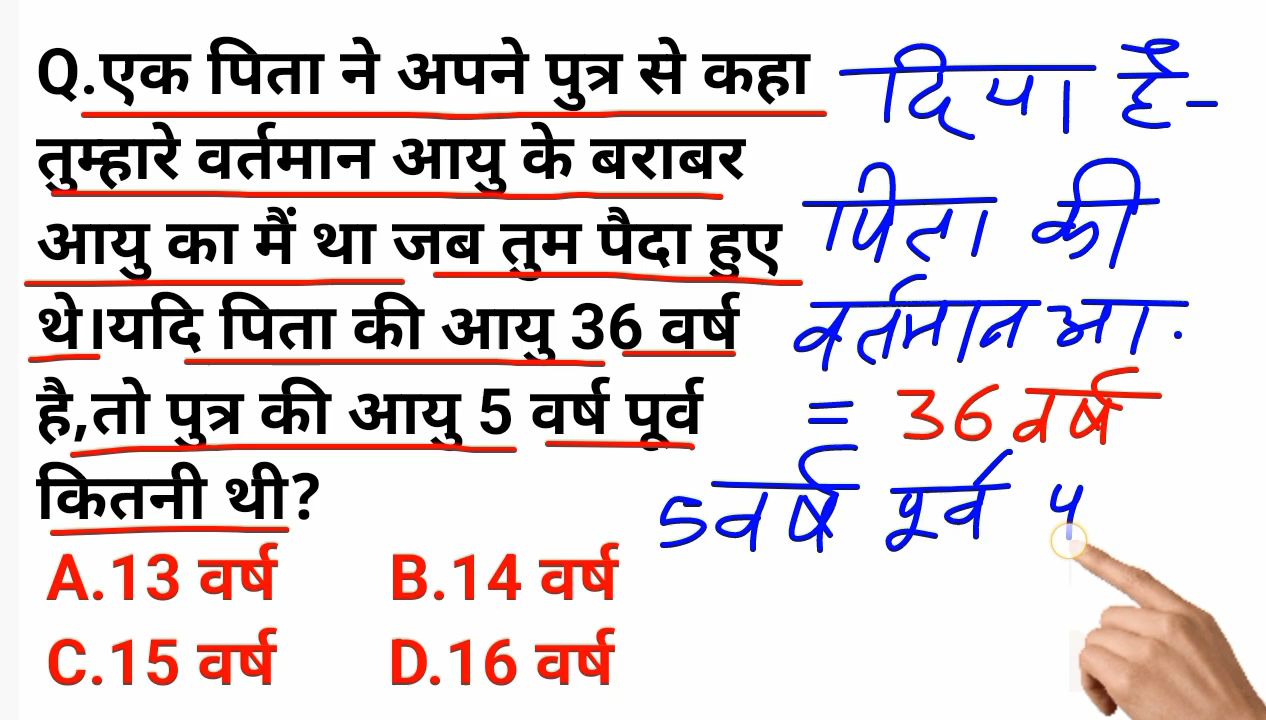 Q.एक पिता ने अपने पुत्र से कहा
तुम्हारे वर्तमान आयु के बराबर
आयु का मैं था जब तुम पैदा हुए
थे।यदि पिता की आयु 36 वर्ष
है,तो पुत्र की आयु 5 वर्ष पूर्व
कितनी थी?
A.13 वर्ष B.14 वर्ष
C.15 वर्ष D.16 वर्ष
दिया है-
पिता की
वर्तमान आ.
= 36 वर्ष
5 वर्ष पूर्व